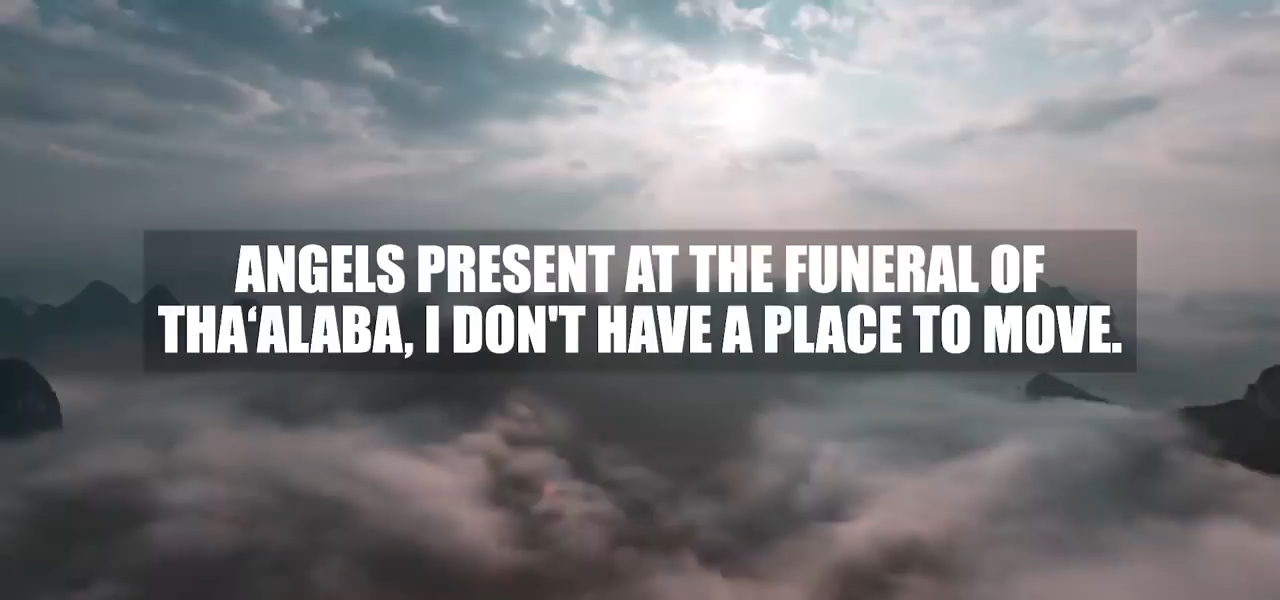 ANGELS PRESENT AT THE FUNERAL OF
THA‘ALABA, I DON'T HAVE A PLACE TO MOVE.